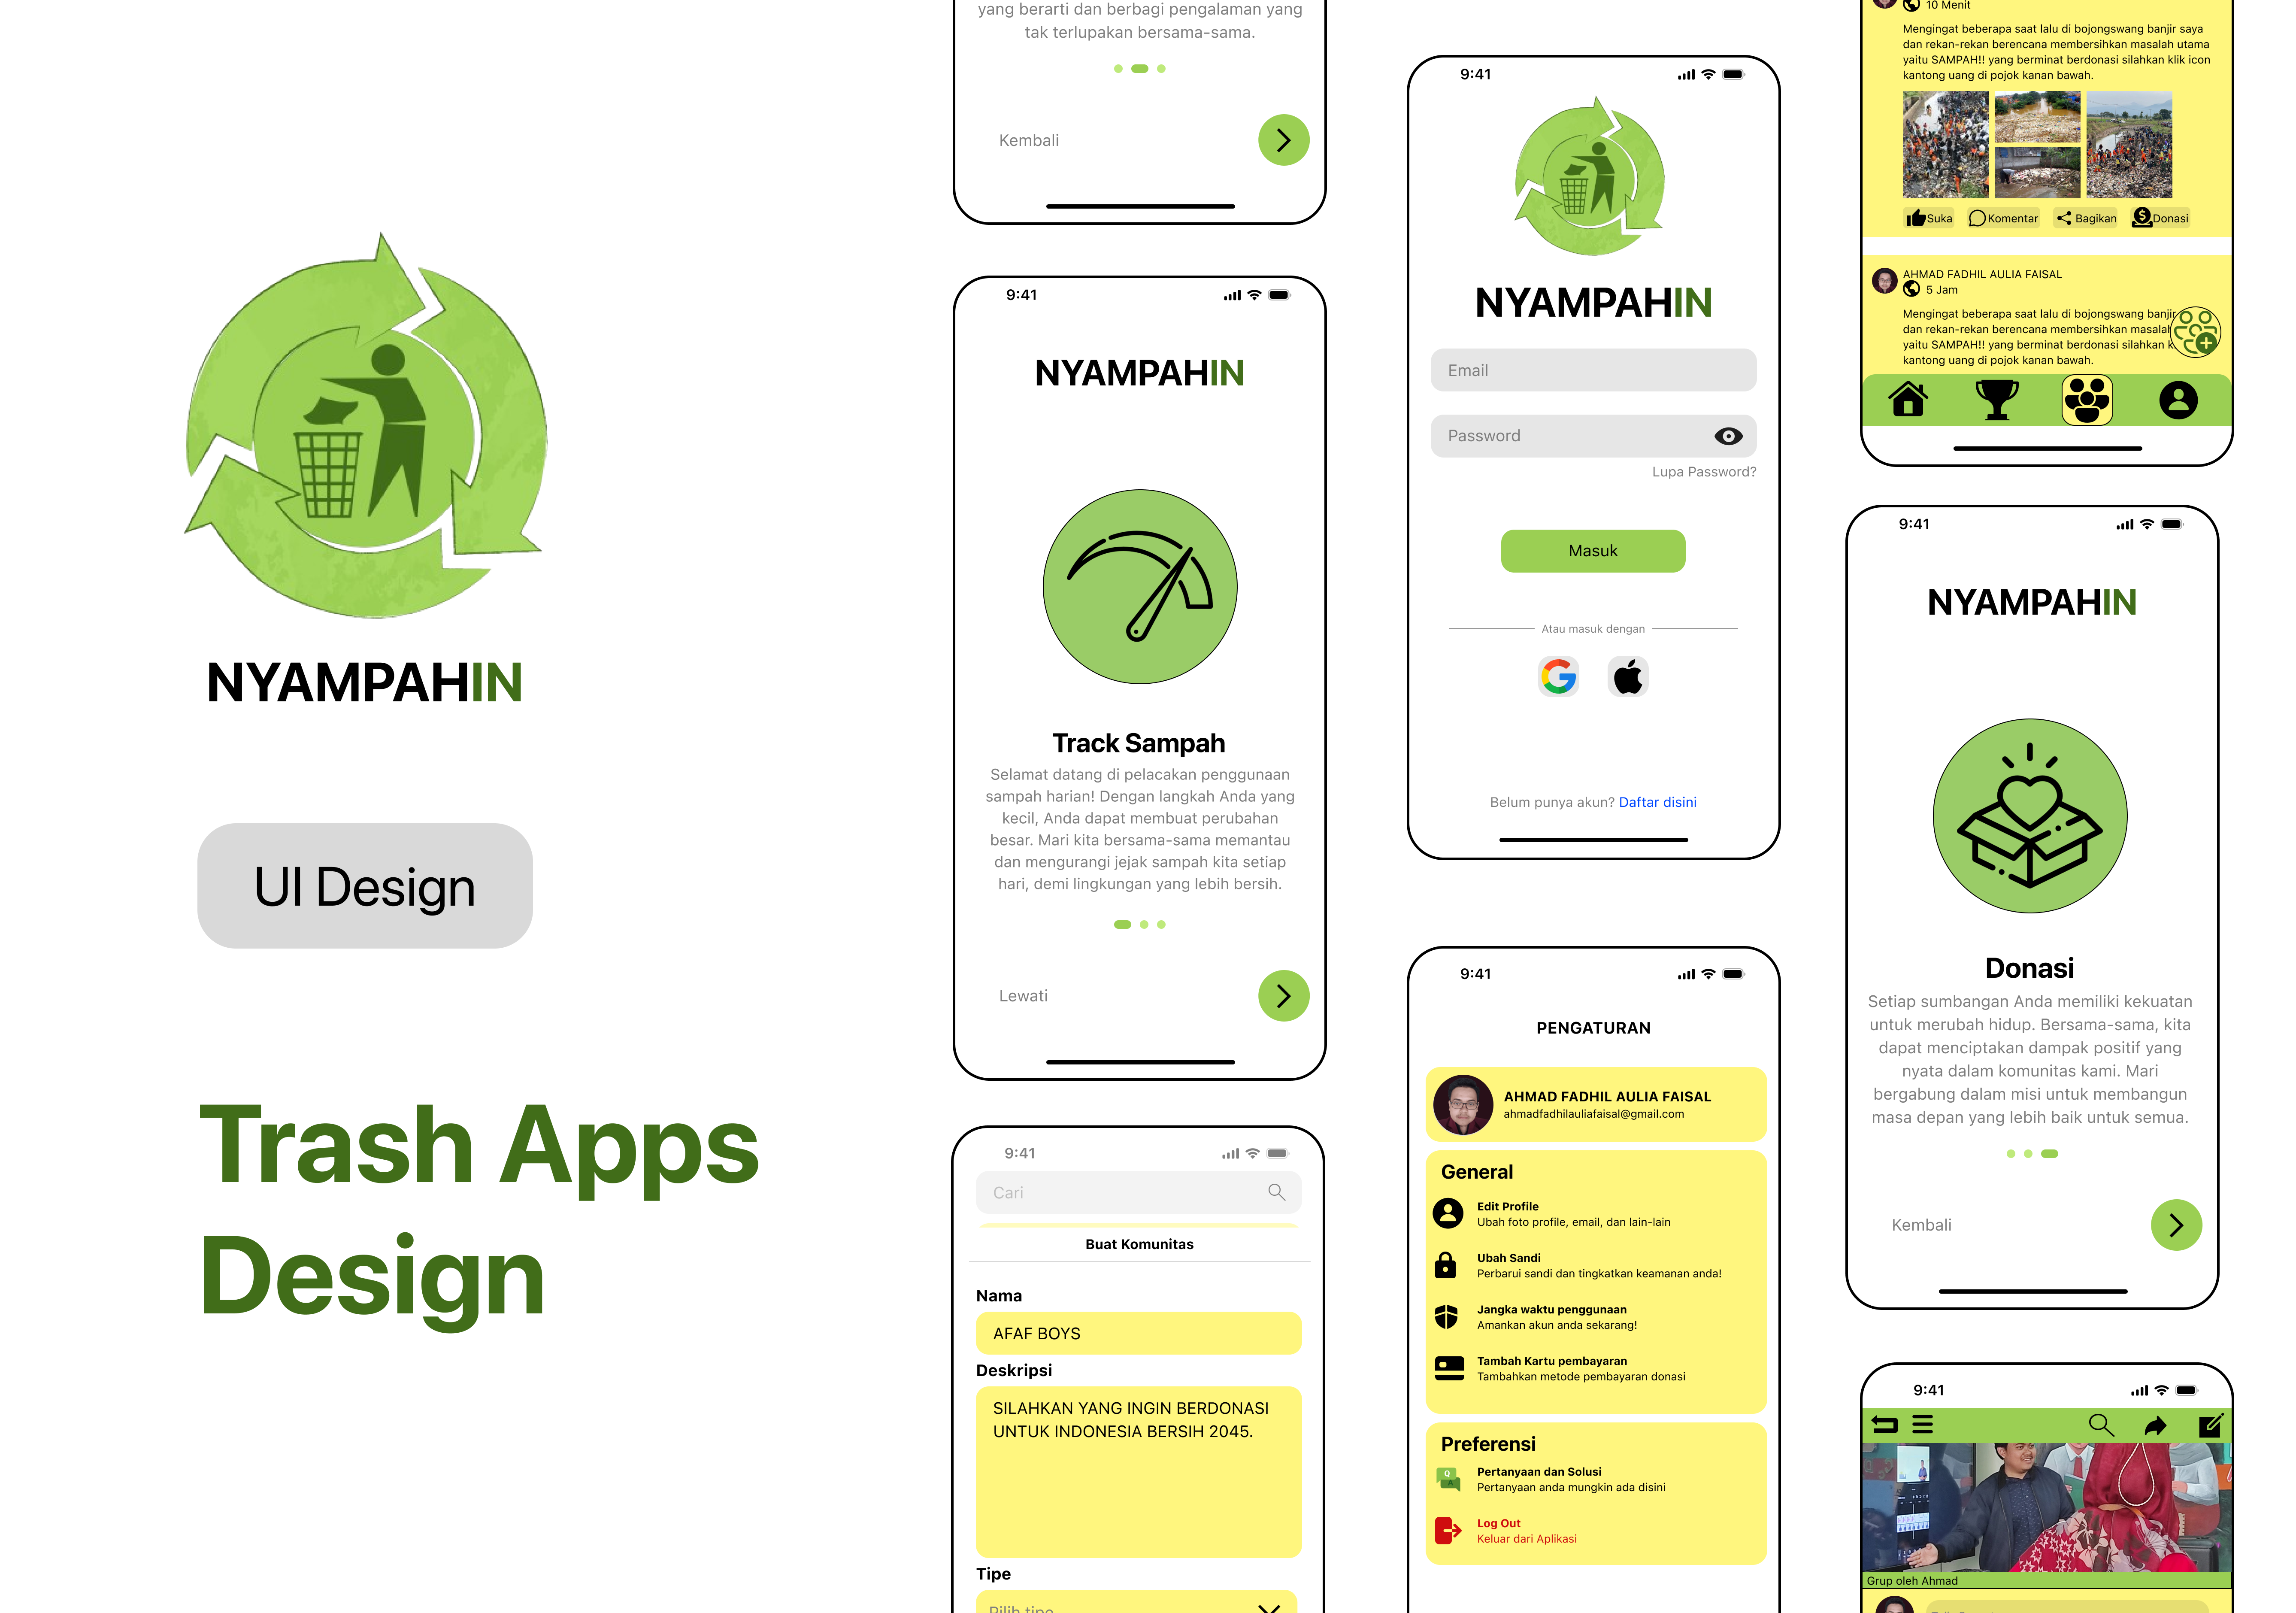 NYAMPAHIN
UI Design
Trash Apps
Design
yang berarti dan berbagi pengalaman yang
tak terlupakan bersama-sama.
Kembali
9:41
NYAMPAHIN
Track Sampah
Selamat datang di pelacakan penggunaan
sampah harian! Dengan langkah Anda yang
kecil, Anda dapat membuat perubahan
besar. Mari kita bersama-sama memantau
dan mengurangi jejak sampah kita setiap
hari, demi lingkungan yang lebih bersih.
Lewati
9:41
Cari
Buat Komunitas
Nama
AFAF BOYS
Deskripsi
SILAHKAN YANG INGIN BERDONASI
UNTUK INDONESIA BERSIH 2045.
Tipe
Pilih tipe
9:41
NYAMPAHIN
Email
Password
Lupa Password?
Masuk
Atau masuk dengan
Belum punya akun? Daftar disini
9:41
PENGATURAN
AHMAD FADHIL AULIA FAISAL
ahmadfadhilauliafaisal@gmail.com
General
Edit Profile
Ubah foto profile, email, dan lain-lain
Ubah Sandi
Perbarui sandi dan tingkatkan keamanan anda!
Jangka waktu penggunaan
Amankan akun anda sekarang!
Tambah Kartu pembayaran
Tambahkan metode pembayaran donasi
Preferensi
Q
A
Pertanyaan dan Solusi
Pertanyaan anda mungkin ada disini
Log Out
Keluar dari Aplikasi
10 Menit
Mengingat beberapa saat lalu di bojongswang banjir saya
dan rekan-rekan berencana membersihkan masalah utama
yaitu SAMPAH!! yang berminat berdonasi silahkan klik icon
kantong uang di pojok kanan bawah.
Suka Komentar Bagikan Donasi
AHMAD FADHIL AULIA FAISAL
5 Jam
Mengingat beberapa saat lalu di bojongswang banjir
dan rekan-rekan berencana membersihkan masalah
yaitu SAMPAH!! yang berminat berdonasi silahkan k
kantong uang di pojok kanan bawah.
9:41
NYAMPAHIN
Donasi
Setiap sumbangan Anda memiliki kekuatan
untuk merubah hidup. Bersama-sama, kita
dapat menciptakan dampak positif yang
nyata dalam komunitas kami. Mari
bergabung dalam misi untuk membangun
masa depan yang lebih baik untuk semua.
Kembali
9:41
Grup oleh Ahmad